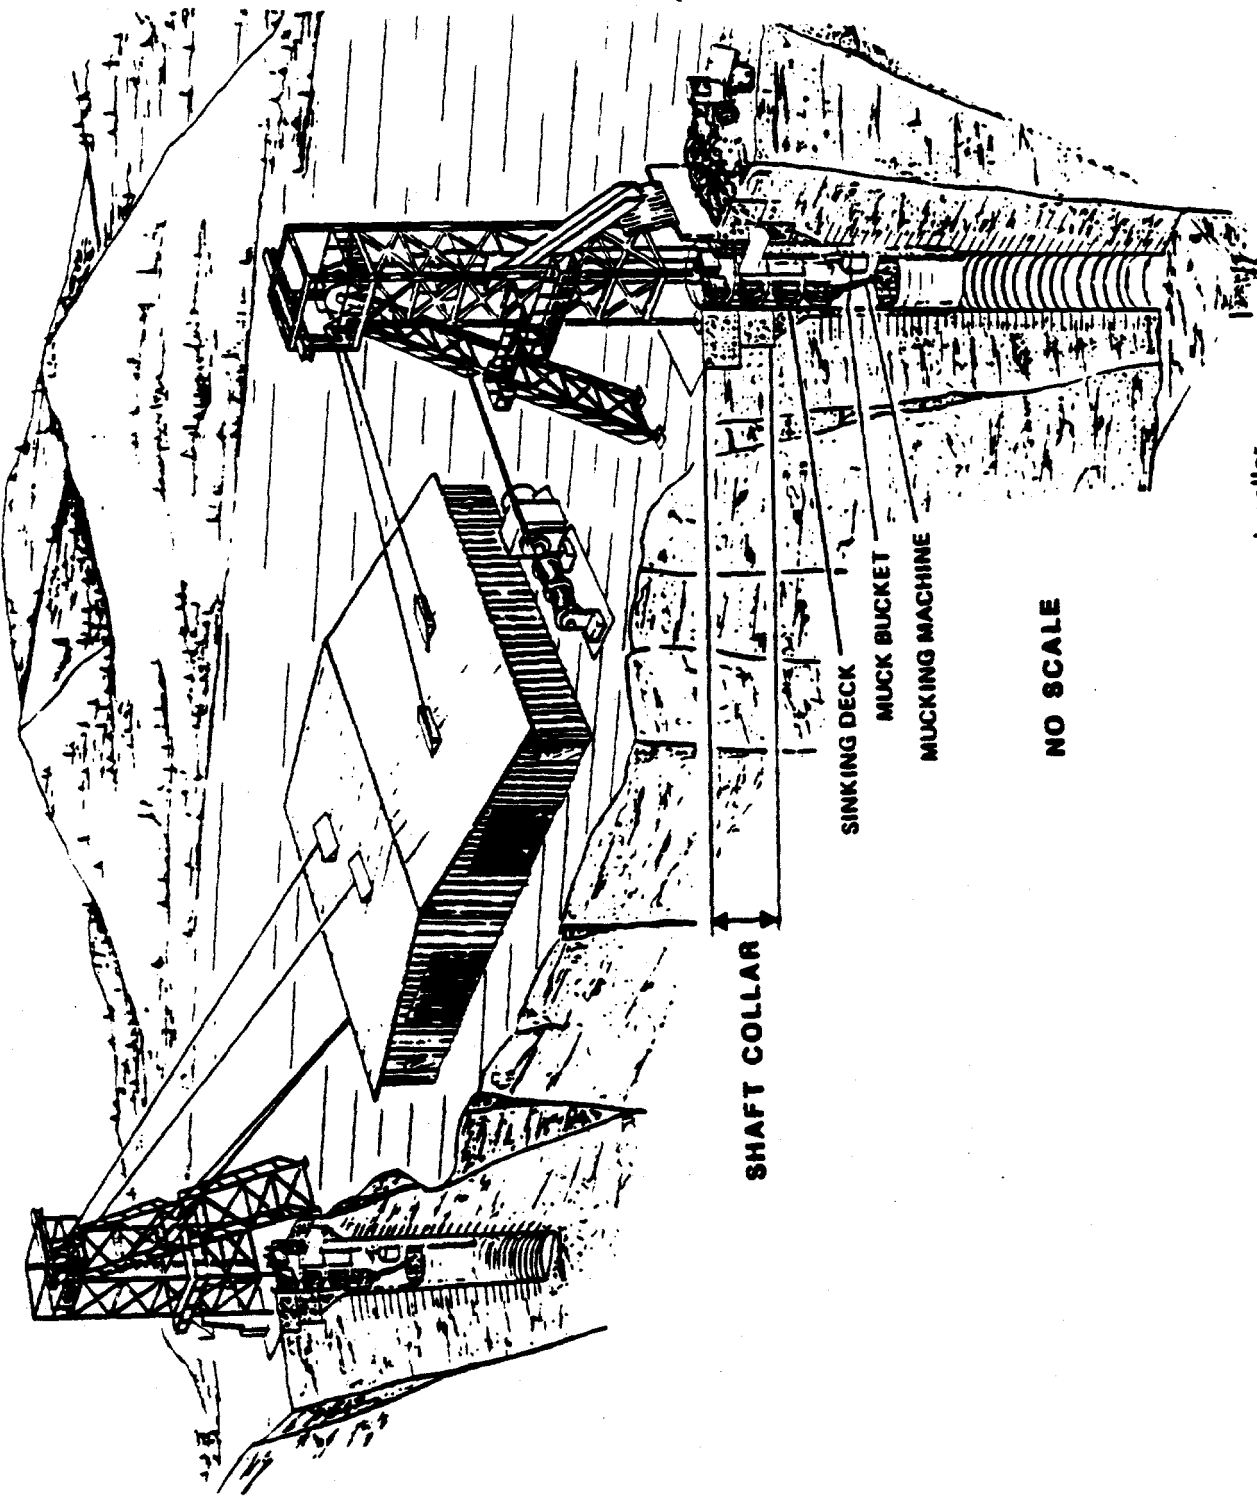 SHAFT COLLAR
SINKING DECK
MUCK BUCKET
MUCKING MACHINE
NO SCALE